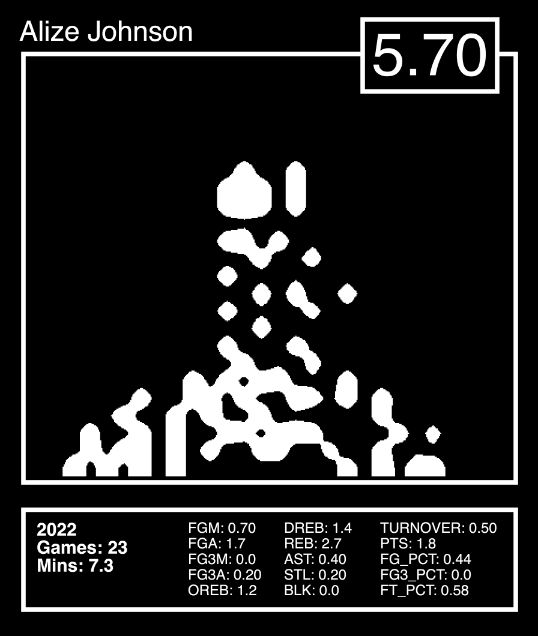 Alize Johnson
5.70
2022
Games: 23
Mins: 7.3
FGM: 0.70
FGA: 1.7
FG3M: 0.0
FG3A: 0.20
OREB: 1.2
DREB: 1.4
REB: 2.7
AST: 0.40
STL: 0.20
BLK: 0.0
TURNOVER: 0.50
PTS: 1.8
FG_PCT: 0.44
FG3_PCT: 0.0
FT_PCT: 0.58